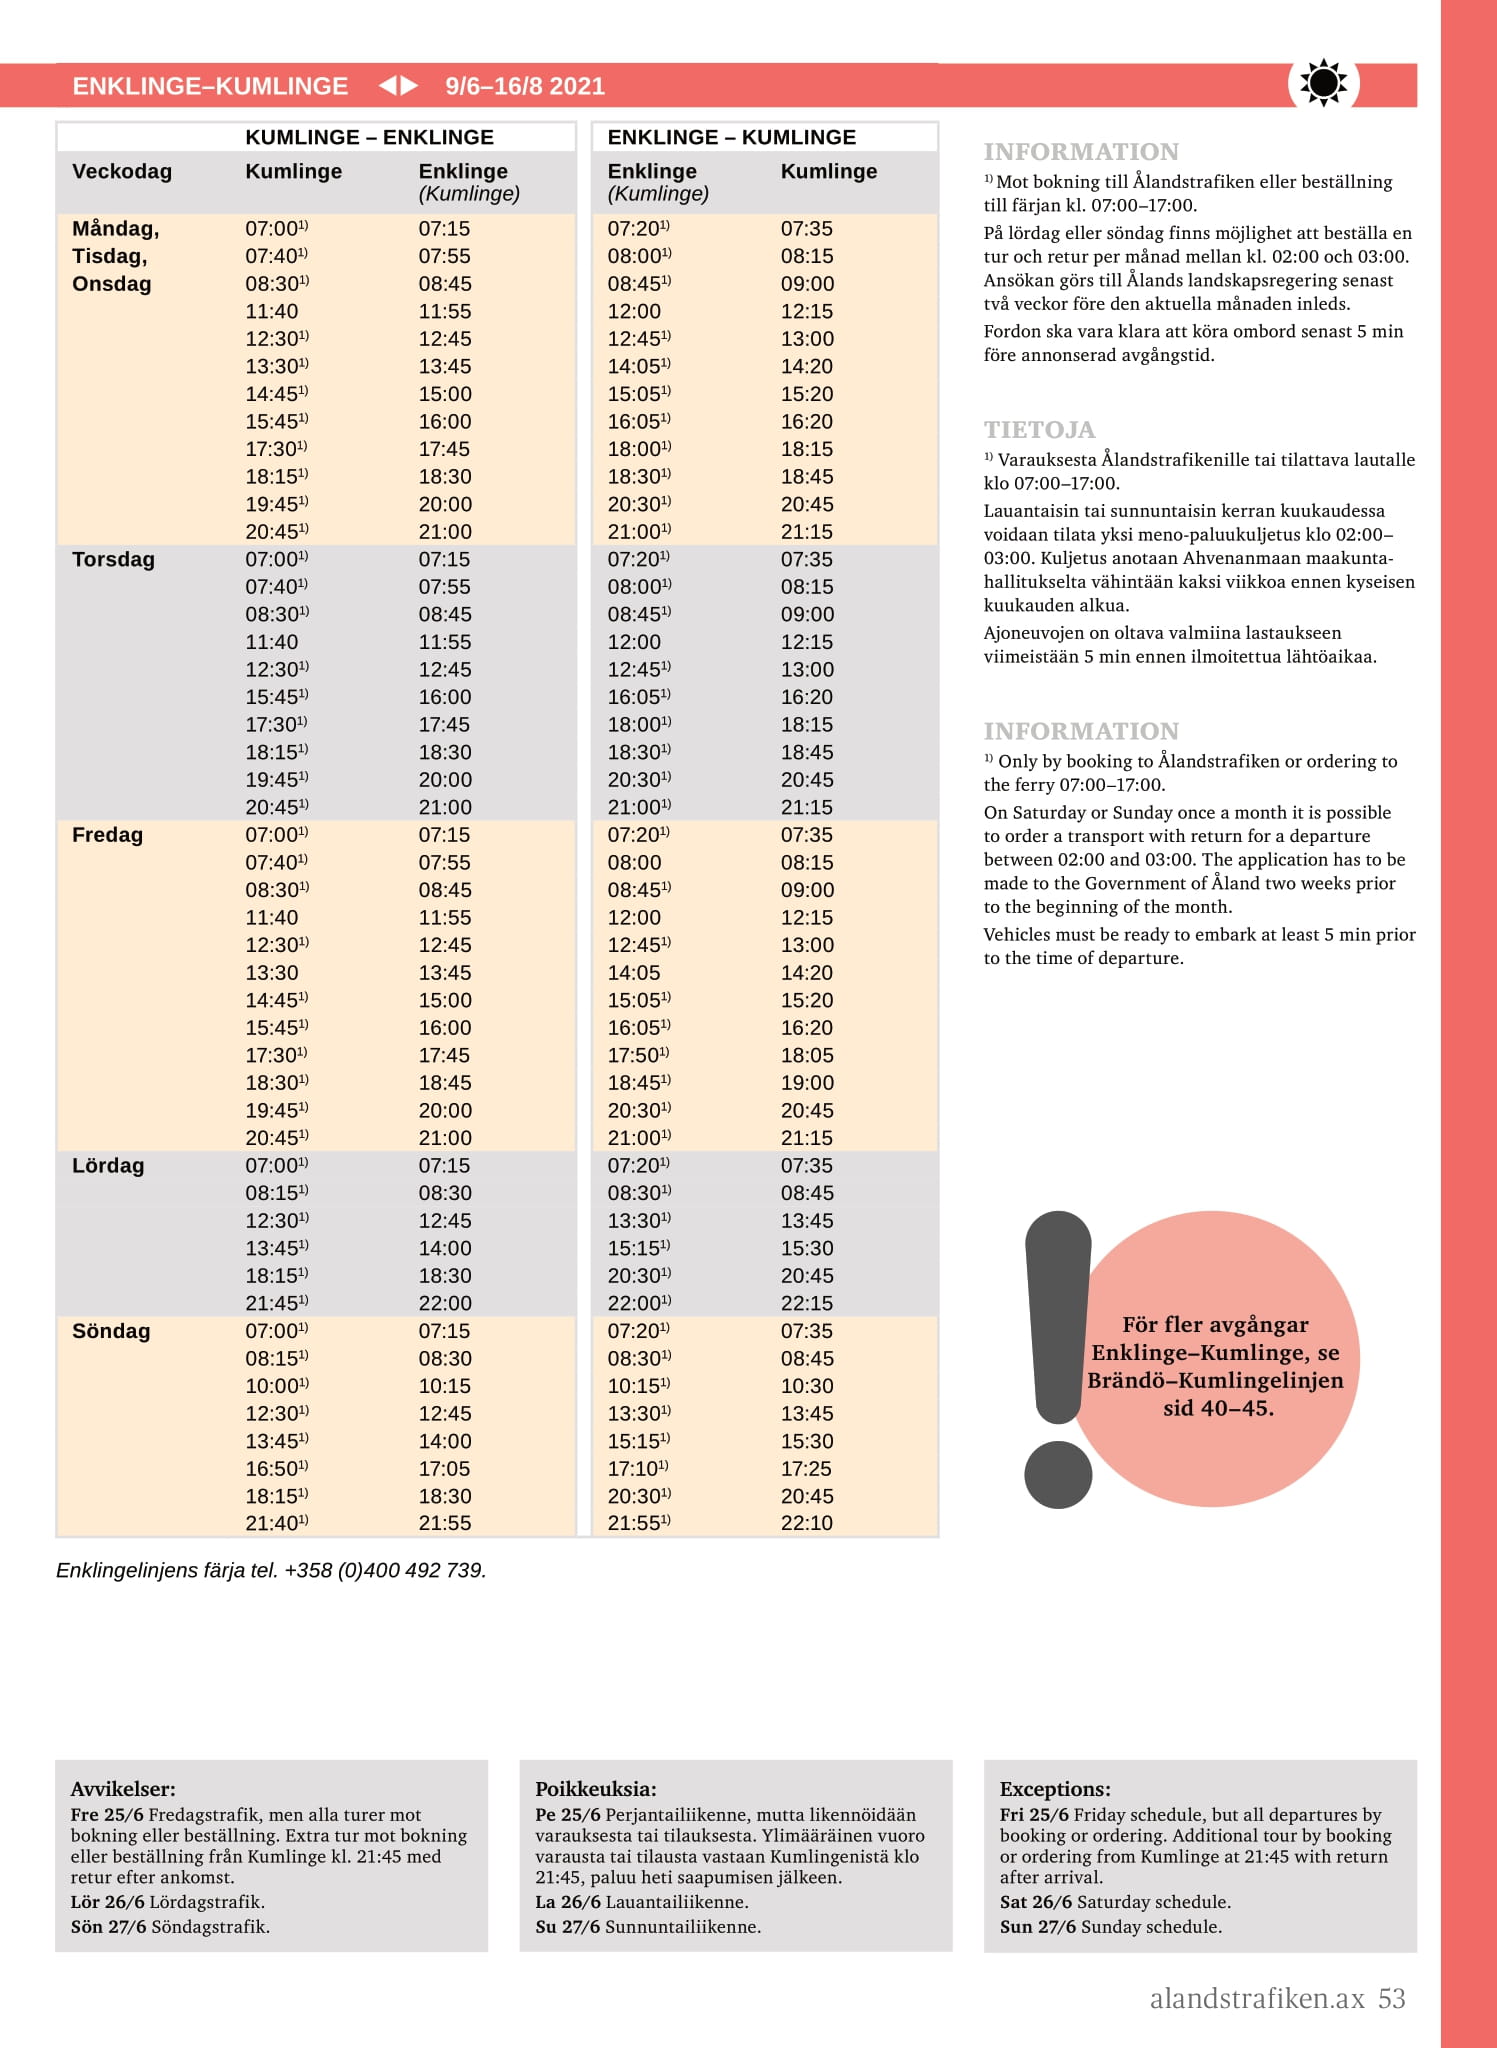 ENKLINGE–KUMLINGE ◀▶ 9/6–16/8 2021
KUMLINGE – ENKLINGE ENKLINGE – KUMLINGE
Veckodag Kumlinge Enklinge Enklinge Kumlinge
(Kumlinge) (Kumlinge)
Måndag, 07:00¹⁾ 07:15 07:20¹⁾ 07:35
Tisdag, 07:40¹⁾ 07:55 08:00¹⁾ 08:15
Onsdag 08:30¹⁾ 08:45 08:45¹⁾ 09:00
11:40 11:55 12:00 12:15
12:30¹⁾ 12:45 12:45¹⁾ 13:00
13:30¹⁾ 13:45 14:05¹⁾ 14:20
14:45¹⁾ 15:00 15:05¹⁾ 15:20
15:45¹⁾ 16:00 16:05¹⁾ 16:20
17:30¹⁾ 17:45 18:00¹⁾ 18:15
18:15¹⁾ 18:30 18:30¹⁾ 18:45
19:45¹⁾ 20:00 20:30¹⁾ 20:45
20:45¹⁾ 21:00 21:00¹⁾ 21:15
Torsdag 07:00¹⁾ 07:15 07:20¹⁾ 07:35
07:40¹⁾ 07:55 08:00¹⁾ 08:15
08:30¹⁾ 08:45 08:45¹⁾ 09:00
11:40 11:55 12:00 12:15
12:30¹⁾ 12:45 12:45¹⁾ 13:00
15:45¹⁾ 16:00 16:05¹⁾ 16:20
17:30¹⁾ 17:45 18:00¹⁾ 18:15
18:15¹⁾ 18:30 18:30¹⁾ 18:45
19:45¹⁾ 20:00 20:30¹⁾ 20:45
20:45¹⁾ 21:00 21:00¹⁾ 21:15
Fredag 07:00¹⁾ 07:15 07:20¹⁾ 07:35
07:40¹⁾ 07:55 08:00 08:15
08:30¹⁾ 08:45 08:45¹⁾ 09:00
11:40 11:55 12:00 12:15
12:30¹⁾ 12:45 12:45¹⁾ 13:00
13:30 13:45 14:05 14:20
14:45¹⁾ 15:00 15:05¹⁾ 15:20
15:45¹⁾ 16:00 16:05¹⁾ 16:20
17:30¹⁾ 17:45 17:50¹⁾ 18:05
18:30¹⁾ 18:45 18:45¹⁾ 19:00
19:45¹⁾ 20:00 20:30¹⁾ 20:45
20:45¹⁾ 21:00 21:00¹⁾ 21:15
Lördag 07:00¹⁾ 07:15 07:20¹⁾ 07:35
08:15¹⁾ 08:30 08:30¹⁾ 08:45
12:30¹⁾ 12:45 13:30¹⁾ 13:45
13:45¹⁾ 14:00 15:15¹⁾ 15:30
18:15¹⁾ 18:30 20:30¹⁾ 20:45
21:45¹⁾ 22:00 22:00¹⁾ 22:15
Söndag 07:00¹⁾ 07:15 07:20¹⁾ 07:35
08:15¹⁾ 08:30 08:30¹⁾ 08:45
10:00¹⁾ 10:15 10:15¹⁾ 10:30
12:30¹⁾ 12:45 13:30¹⁾ 13:45
13:45¹⁾ 14:00 15:15¹⁾ 15:30
16:50¹⁾ 17:05 17:10¹⁾ 17:25
18:15¹⁾ 18:30 20:30¹⁾ 20:45
21:40¹⁾ 21:55 21:55¹⁾ 22:10
Enklingelinjens färja tel. +358 (0)400 492 739.
INFORMATION
¹⁾ Mot bokning till Ålandstrafiken eller beställning
till färjan kl. 07:00–17:00.
På lördag eller söndag finns möjlighet att beställa en
tur och retur per månad mellan kl. 02:00 och 03:00.
Ansökan görs till Ålands landskapsregering senast
två veckor före den aktuella månaden inleds.
Fordon ska vara klara att köra ombord senast 5 min
före annonserad avgångstid.
TIETOJA
¹⁾ Varauksesta Ålandstrafikenille tai tilattava lautalle
klo 07:00–17:00.
Lauantaisin tai sunnuntaisin kerran kuukaudessa
voidaan tilata yksi meno-paluukuljetus klo 02:00–
03:00. Kuljetus anotaan Ahvenanmaan maakunta-
hallitukselta vähintään kaksi viikkoa ennen kyseisen
kuukauden alkua.
Ajoneuvojen on oltava valmiina lastaukseen
viimeistään 5 min ennen ilmoitettua lähtöaikaa.
INFORMATION
¹⁾ Only by booking to Ålandstrafiken or ordering to
the ferry 07:00–17:00.
On Saturday or Sunday once a month it is possible
to order a transport with return for a departure
between 02:00 and 03:00. The application has to be
made to the Government of Åland two weeks prior
to the beginning of the month.
Vehicles must be ready to embark at least 5 min prior
to the time of departure.
För fler avgångar
Enklinge–Kumlinge, se
Brändö–Kumlingelinjen
sid 40–45.
Avvikelser:
Fre 25/6 Fredagstrafik, men alla turer mot
bokning eller beställning. Extra tur mot bokning
eller beställning från Kumlinge kl. 21:45 med
retur efter ankomst.
Lör 26/6 Lördagstrafik.
Sön 27/6 Söndagstrafik.
Poikkeuksia:
Pe 25/6 Perjantailiikenne, mutta likennöidään
varauksesta tai tilauksesta. Ylimääräinen vuoro
varausta tai tilausta vastaan Kumlingenistä klo
21:45, paluu heti saapumisen jälkeen.
La 26/6 Lauantailiikenne.
Su 27/6 Sunnuntailiikenne.
Exceptions:
Fri 25/6 Friday schedule, but all departures by
booking or ordering. Additional tour by booking
or ordering from Kumlinge at 21:45 with return
after arrival.
Sat 26/6 Saturday schedule.
Sun 27/6 Sunday schedule.
alandstrafiken.ax 53